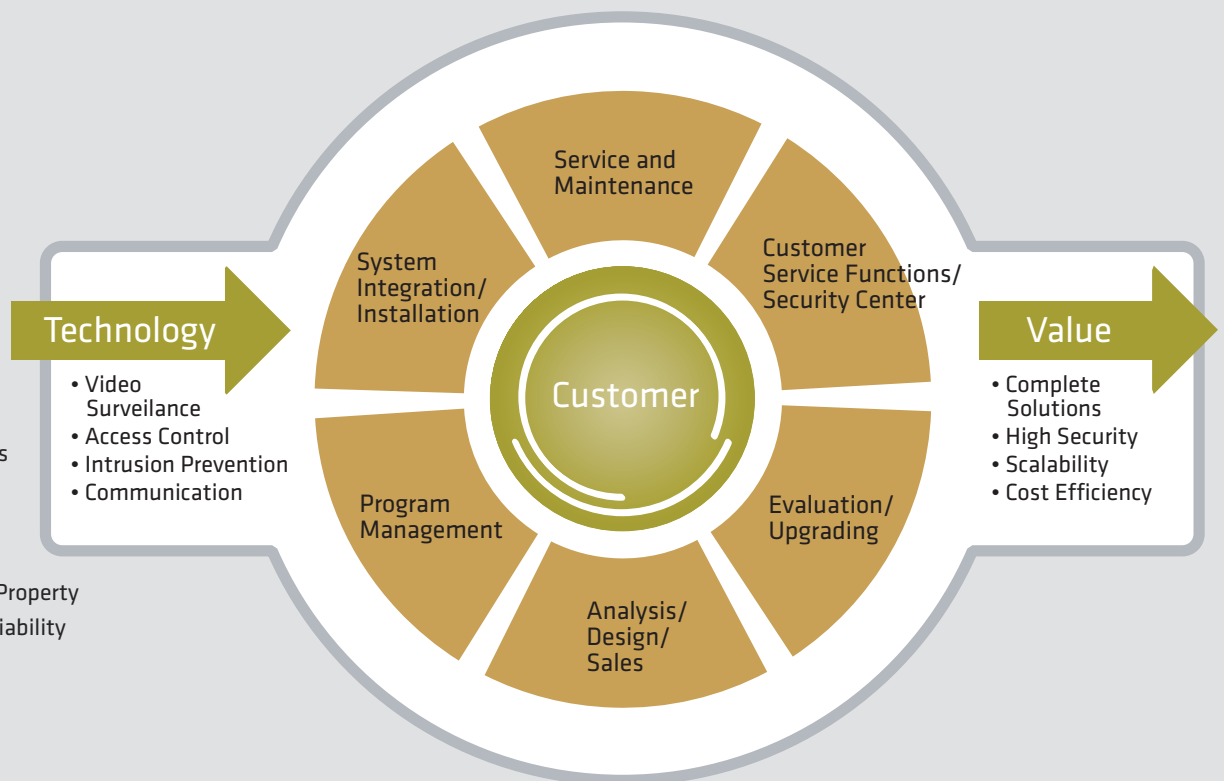 Service and
Maintenance
System
Integration/
Installation
Customer
Service Functions/
Security Center
Technology
• Video
Surveilance
• Access Control
• Intrusion Prevention
• Communication
Customer
Value
• Complete
Solutions
• High Security
• Scalability
• Cost Efficiency
Program
Management
Evaluation/
Upgrading
Analysis/
Design/
Sales
Property